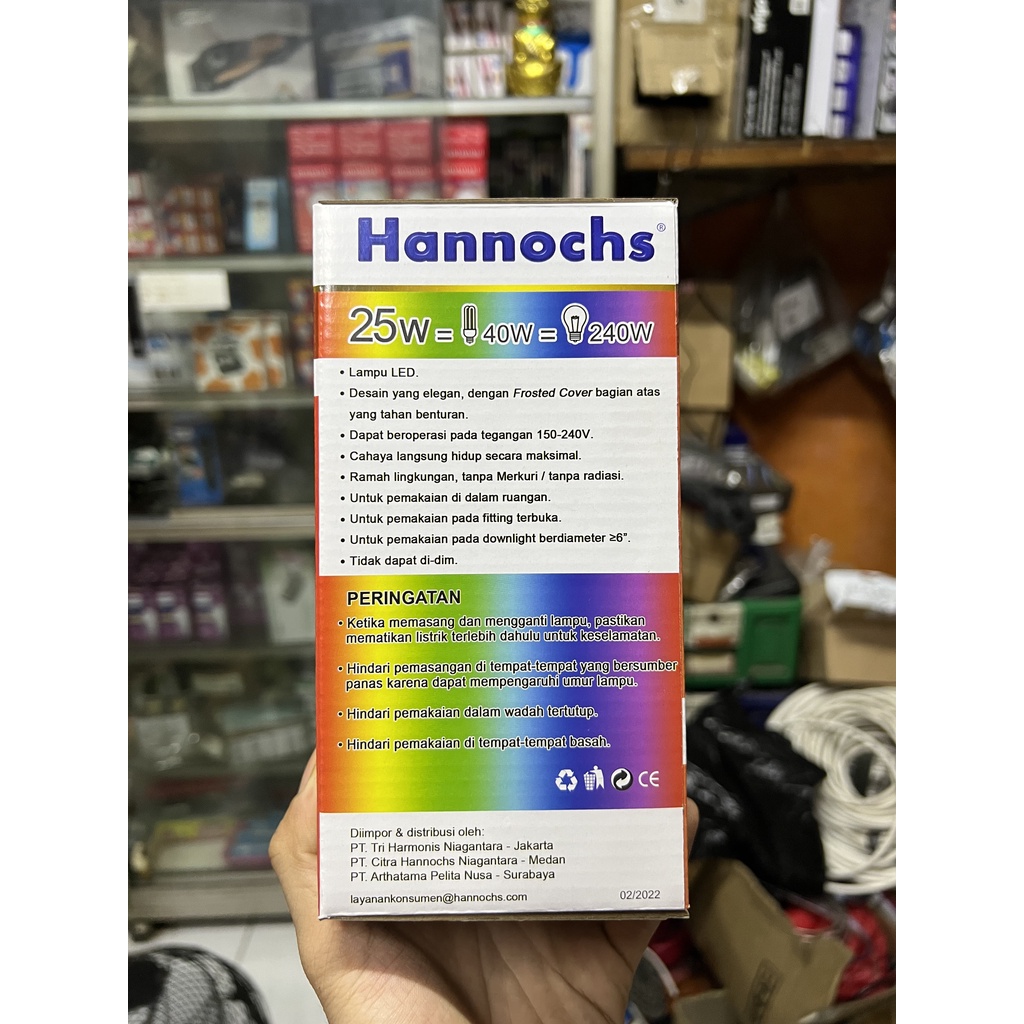 Hannochs®
25W = 40W = 240W
• Lampu LED.
• Desain yang elegan, dengan Frosted Cover bagian atas
yang tahan benturan.
• Dapat beroperasi pada tegangan 150-240V.
• Cahaya langsung hidup secara maksimal.
• Ramah lingkungan, tanpa Merkuri / tanpa radiasi.
• Untuk pemakaian di dalam ruangan.
• Untuk pemakaian pada fitting terbuka.
• Untuk pemakaian pada downlight berdiameter ≥6”.
• Tidak dapat di-dim.
PERINGATAN
• Ketika memasang dan mengganti lampu, pastikan
mematikan listrik terlebih dahulu untuk keselamatan.
• Hindari pemasangan di tempat-tempat yang bersumber
panas karena dapat mempengaruhi umur lampu.
• Hindari pemakaian dalam wadah tertutup.
• Hindari pemakaian di tempat-tempat basah.
CE
Diimpor & distribusi oleh:
PT. Tri Harmonis Niagantara - Jakarta
PT. Citra Hannochs Niagantara - Medan
PT. Arthatama Pelita Nusa - Surabaya
layanankonsumen@hannochs.com 02/2022